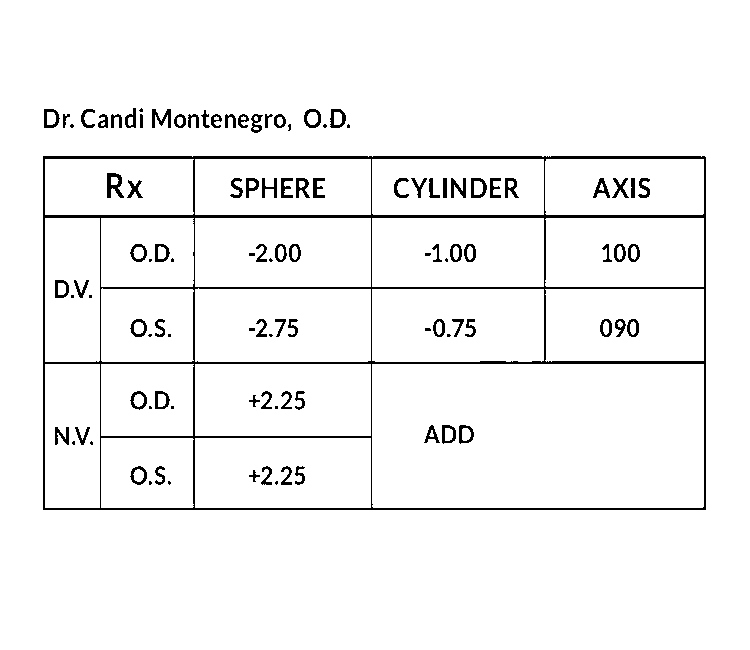 Dr. Candi Montenegro, O.D.
Rx SPHERE CYLINDER AXIS
D.V. O.D. -2.00 -1.00 100
O.S. -2.75 -0.75 090
N.V. O.D. +2.25 ADD
O.S. +2.25